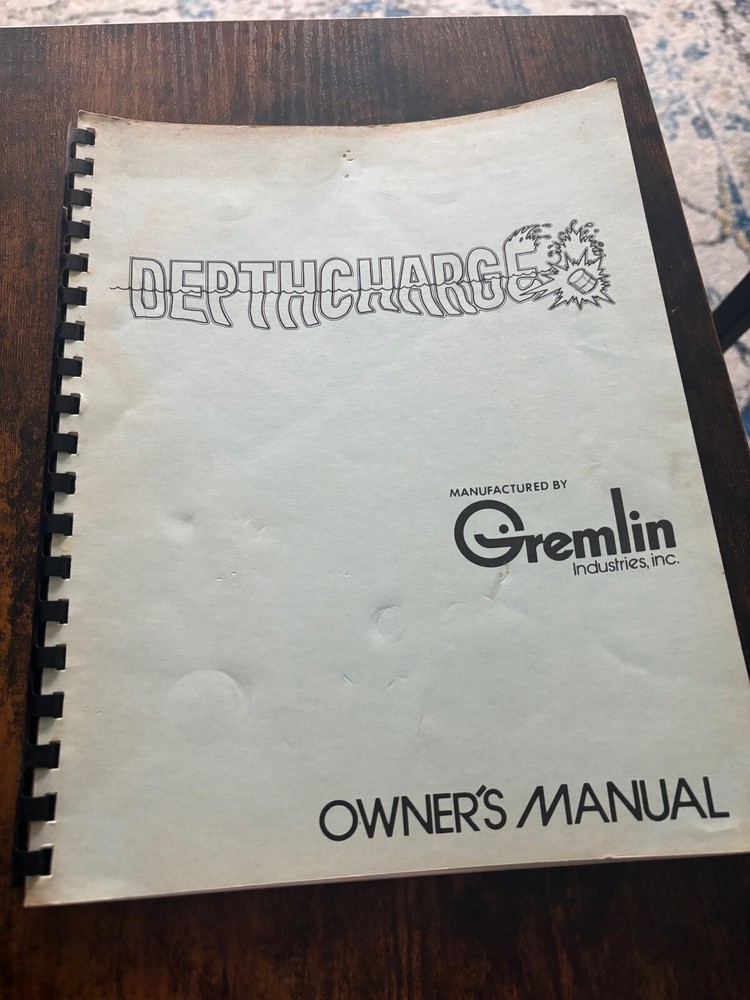 DEPTHCHARGE
MANUFACTURED BY
Gremlin
Industries, inc.
OWNER'S MANUAL